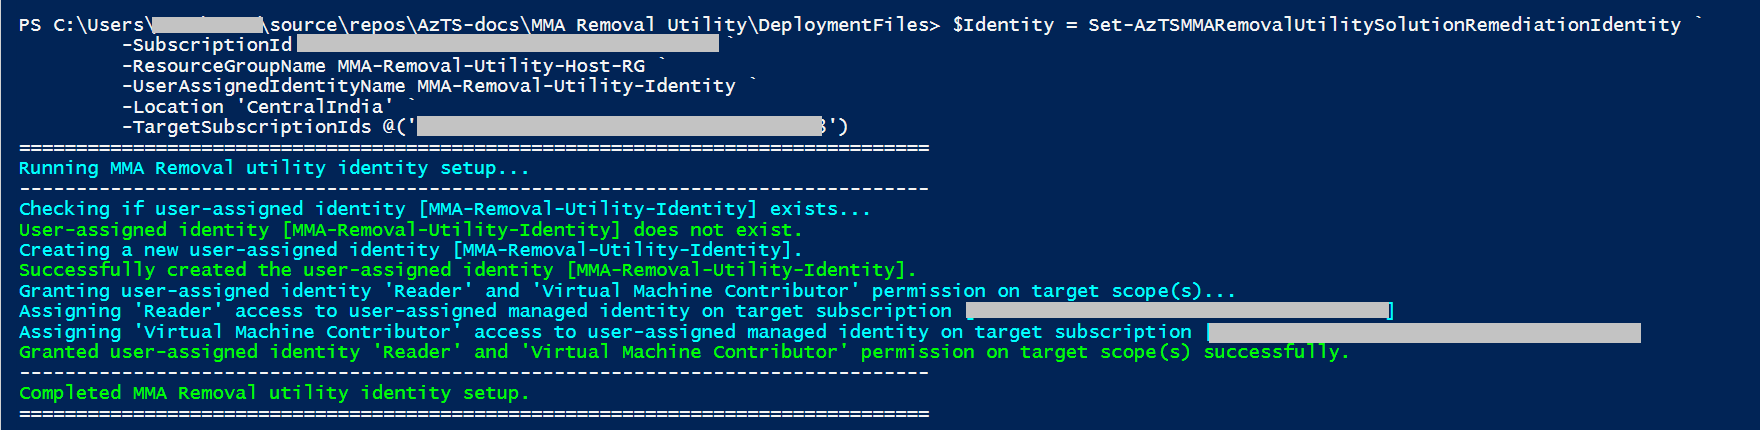 PS C:\Users\ \source\repos\AzTS-docs\MMA Removal Utility\DeploymentFiles> $Identity = Set-AzTSMMARemovalUtilitySolutionRemediationIdentity `
-SubscriptionId `
-ResourceGroupName MMA-Removal-Utility-Host-RG `
-UserAssignedIdentityName MMA-Removal-Utility-Identity `
-Location 'CentralIndia' `
-TargetSubscriptionIds @(' ')
================================================================================
Running MMA Removal utility identity setup...
--------------------------------------------------------------------------------
Checking if user-assigned identity [MMA-Removal-Utility-Identity] exists...
User-assigned identity [MMA-Removal-Utility-Identity] does not exist.
Creating a new user-assigned identity [MMA-Removal-Utility-Identity].
Successfully created the user-assigned identity [MMA-Removal-Utility-Identity].
Granting user-assigned identity 'Reader' and 'Virtual Machine Contributor' permission on target scope(s)...
Assigning 'Reader' access to user-assigned managed identity on target subscription [ ]
Assigning 'Virtual Machine Contributor' access to user-assigned managed identity on target subscription [
Granted user-assigned identity 'Reader' and 'Virtual Machine Contributor' permission on target scope(s) successfully.
--------------------------------------------------------------------------------
Completed MMA Removal utility identity setup.
================================================================================